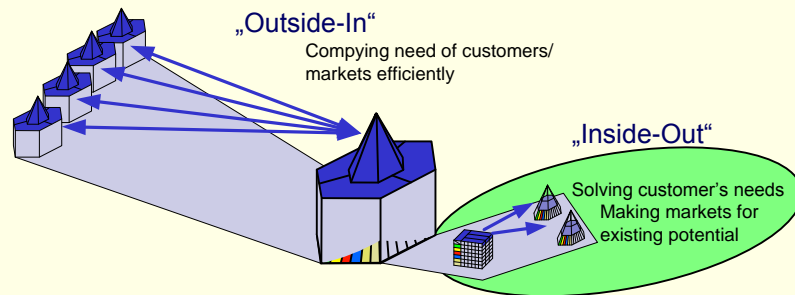 „Outside-In“
Compying need of customers/
markets efficiently
„Inside-Out“
Solving customer's needs
Making markets for
existing potential